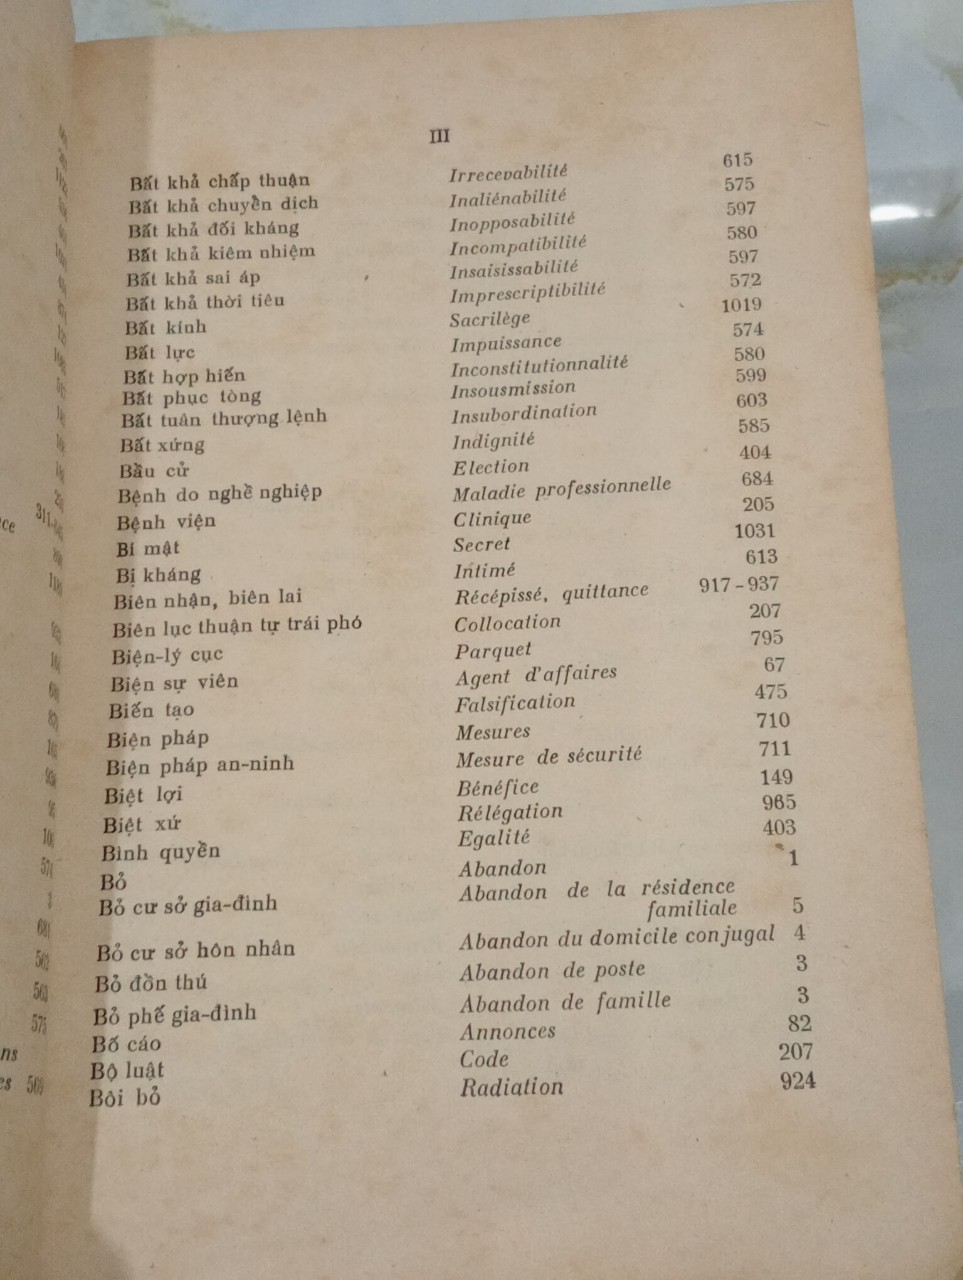 III
Bất khả chấp thuận Irrecevabilité 615
Bất khả chuyển dịch Inaliénabilité 575
Bất khả đối kháng Inopposabilité 597
Bất khả kiêm nhiệm Incompatibilité 580
Bất khả sai áp Insaisissabilité 597
Bất khả thời tiêu Imprescriptibilité 572
Bất kính Sacrilège 1019
Bất lực Impuissance 574
Bất hợp hiến Inconstitutionnalité 580
Bất phục tòng Insousmission 599
Bất tuân thượng lệnh Insubordination 603
Bất xứng Indignité 585
Bầu cử Election 404
Bệnh do nghề nghiệp Maladie professionnelle 684
Bệnh viện Clinique 205
Bí mật Secret 1031
Bị kháng Intimé 613
Biên nhận, biên lai Récépissé, quittance 917-937
Biên lục thuận tự trái phó Collocation 207
Biện-lý cục Parquet 795
Biện sự viên Agent d'affaires 67
Biến tạo Falsification 475
Biện pháp Mesures 710
Biện pháp an-ninh Mesure de sécurité 711
Biệt lợi Bénéfice 149
Biệt xứ Rélégation 965
Bình quyền Egalité 403
Bỏ Abandon 1
Bỏ cư sở gia-đình Abandon de la résidence
familiale 5
Bỏ cư sở hôn nhân Abandon du domicile conjugal 4
Bỏ đồn thú Abandon de poste 3
Bỏ phế gia-đình Abandon de famille 3
Bố cáo Annonces 82
Bộ luật Code 207
Bôi bỏ Radiation 924